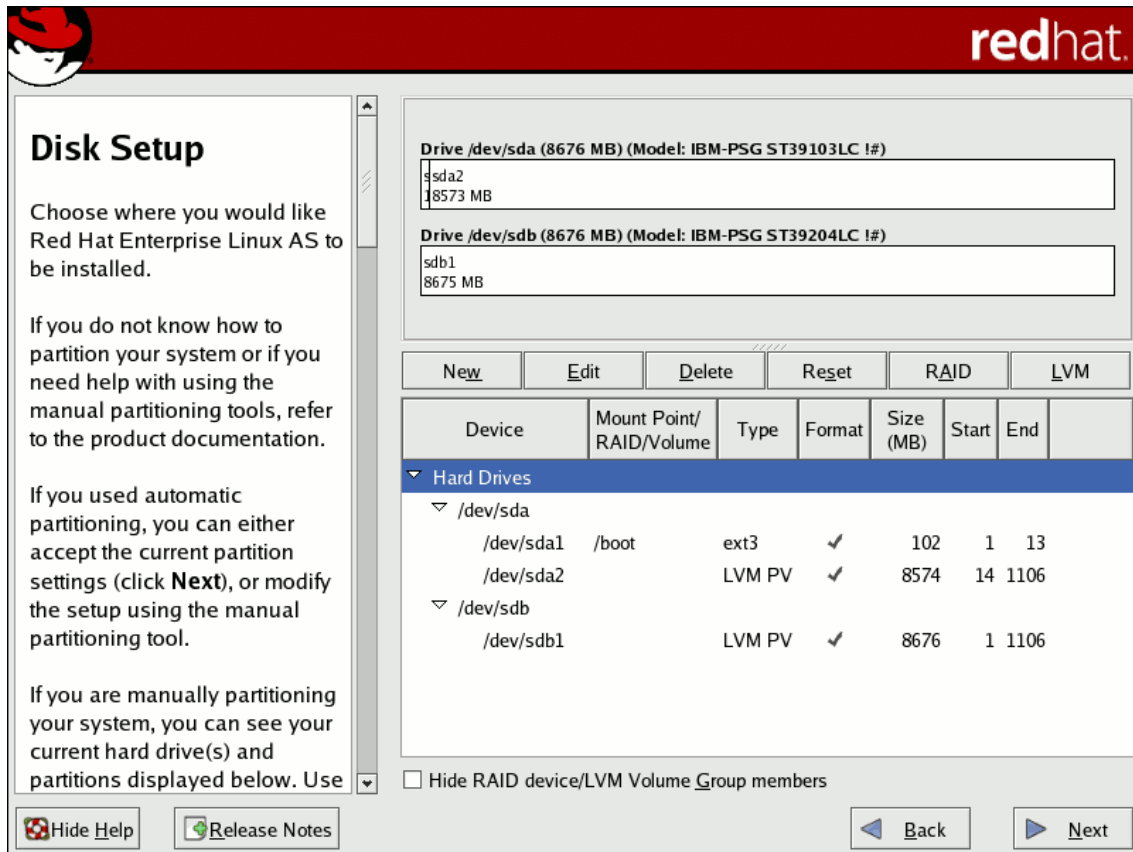 redhat.
Disk Setup
Choose where you would like
Red Hat Enterprise Linux AS to
be installed.
If you do not know how to
partition your system or if you
need help with using the
manual partitioning tools, refer
to the product documentation.
If you used automatic
partitioning, you can either
accept the current partition
settings (click Next), or modify
the setup using the manual
partitioning tool.
If you are manually partitioning
your system, you can see your
current hard drive(s) and
partitions displayed below. Use
Drive /dev/sda (8676 MB) (Model: IBM-PSG ST39103LC !#)
sda2
8573 MB
Drive /dev/sdb (8676 MB) (Model: IBM-PSG ST39204LC !#)
sdb1
8675 MB
New Edit Delete Reset RAID LVM
Device Mount Point/ RAID/Volume Type Format Size (MB) Start End
Hard Drives
/dev/sda
/dev/sda1 /boot ext3 ✓ 102 1 13
/dev/sda2 LVM PV ✓ 8574 14 1106
/dev/sdb
/dev/sdb1 LVM PV ✓ 8676 1 1106
Hide RAID device/LVM Volume Group members
Hide Help Release Notes Back Next